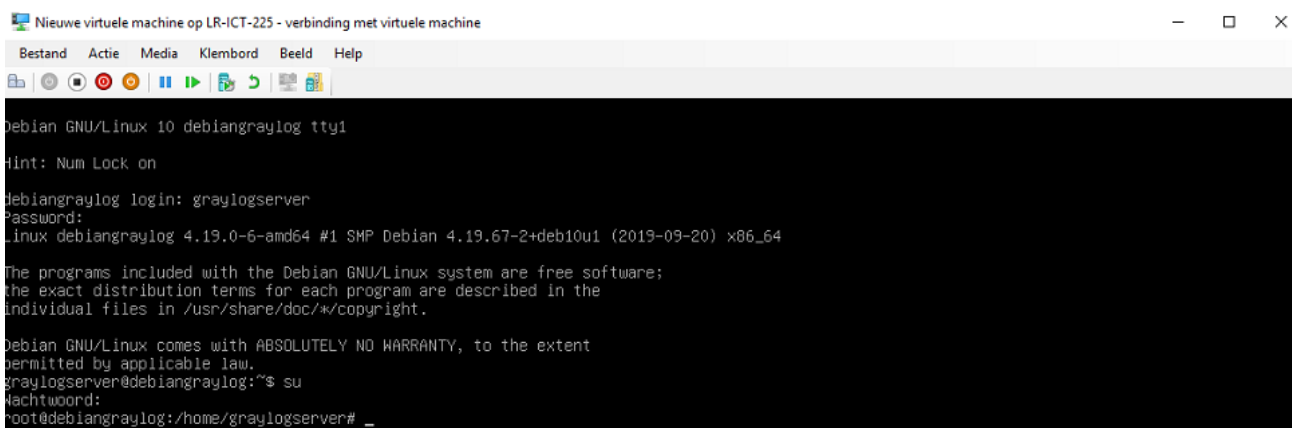 Nieuwe virtuele machine op LR-ICT-225 - verbinding met virtuele machine
Bestand Actie Media Klembord Beeld Help
Debian GNU/Linux 10 debiangraylog tty1
Hint: Num Lock on
debiangraylog login: graylogserver
Password:
Linux debiangraylog 4.19.0-6-amd64 #1 SMP Debian 4.19.67-2+deb10u1 (2019-09-20) x86_64
The programs included with the Debian GNU/Linux system are free software;
the exact distribution terms for each program are described in the
individual files in /usr/share/doc/*/copyright.
Debian GNU/Linux comes with ABSOLUTELY NO WARRANTY, to the extent
permitted by applicable law.
graylogserver@debiangraylog:~$ su
Wachtwoord:
root@debiangraylog:/home/graylogserver# _